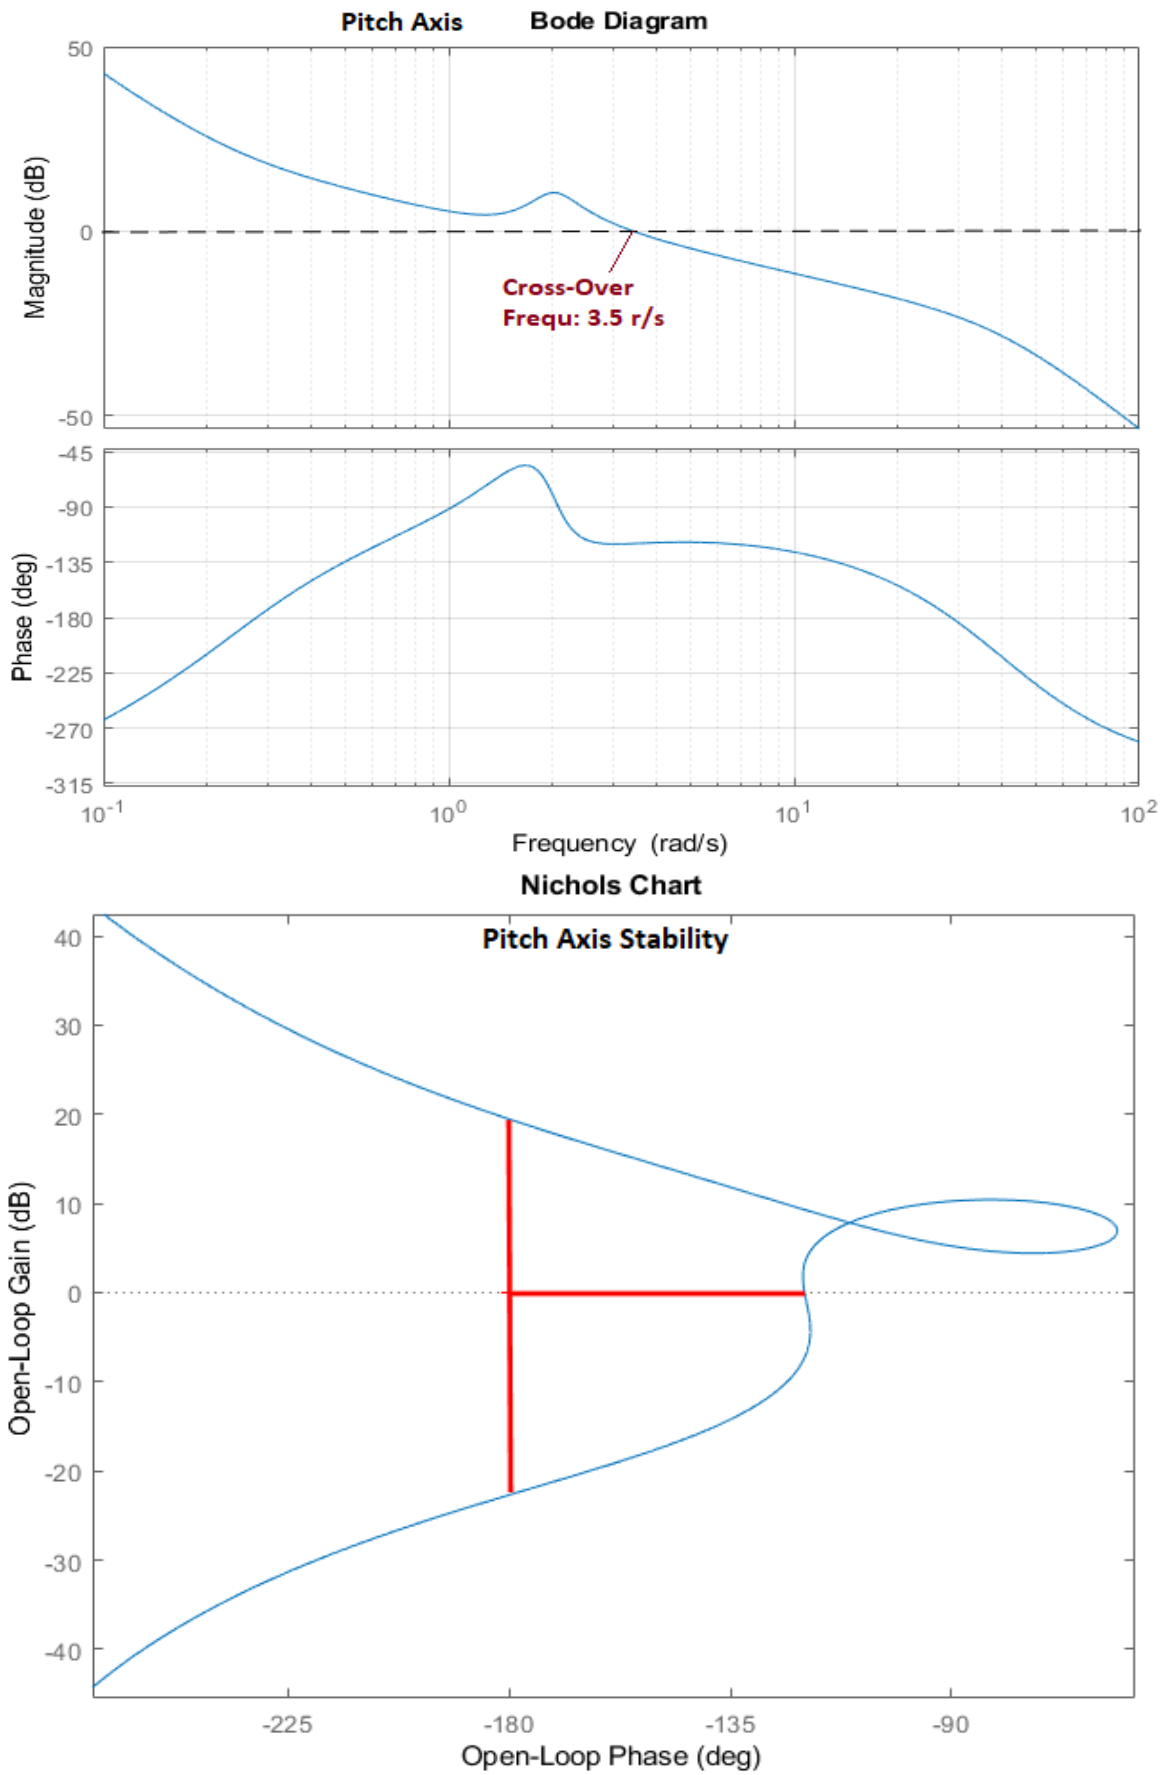 Pitch Axis Bode Diagram
50
0
-50
Magnitude (dB)
Cross-Over
Frequ: 3.5 r/s
-45
-90
-135
-180
-225
-270
-315
Phase (deg)
10-1 100 101 102
Frequency (rad/s)
Nichols Chart
Pitch Axis Stability
40
30
20
10
0
-10
-20
-30
-40
Open-Loop Gain (dB)
-225 -180 -135 -90
Open-Loop Phase (deg)